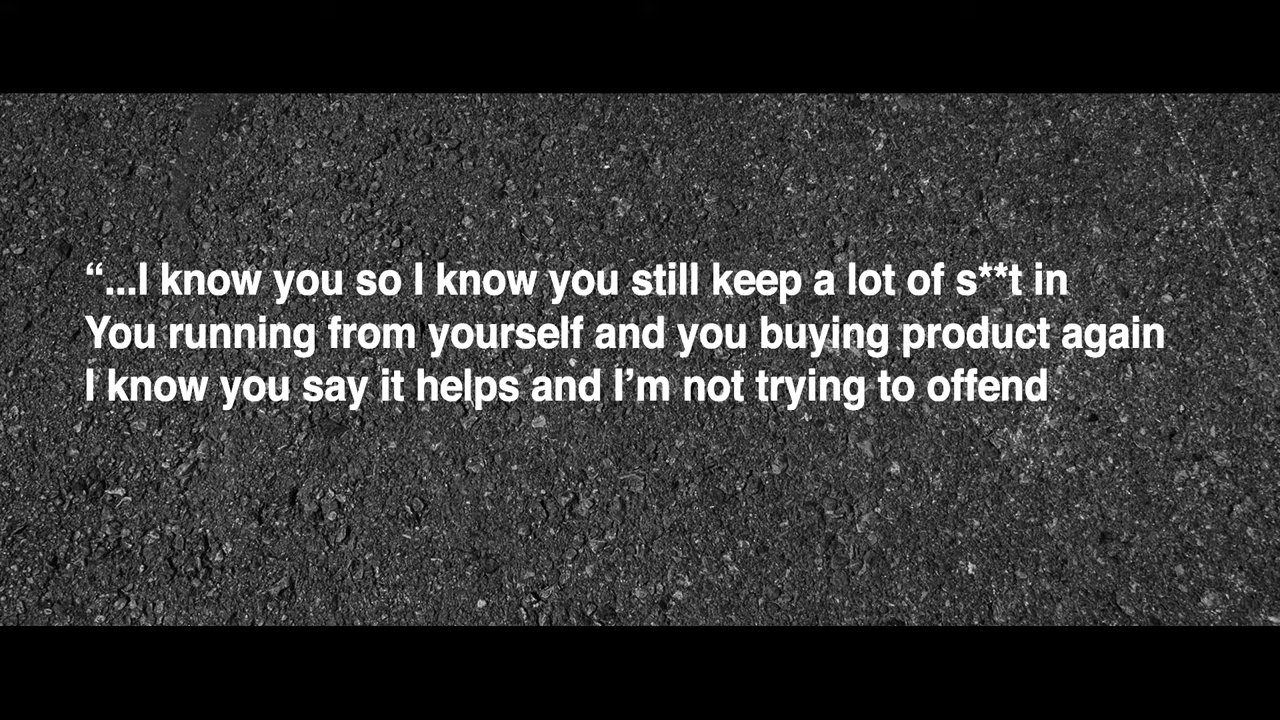 “...I know you so I know you still keep a lot of s**t in
You running from yourself and you buying product again
I know you say it helps and I’m not trying to offend